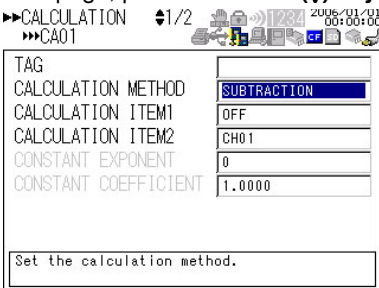 ▶▶CALCULATION ♦1/2 1234 2006/01/01
▶▶▶CA01 00:00:00
CF SD
TAG
CALCULATION METHOD SUBTRACTION
CALCULATION ITEM1 OFF
CALCULATION ITEM2 CH01
CONSTANT EXPONENT 0
CONSTANT COEFFICIENT 1.0000
Set the calculation method.